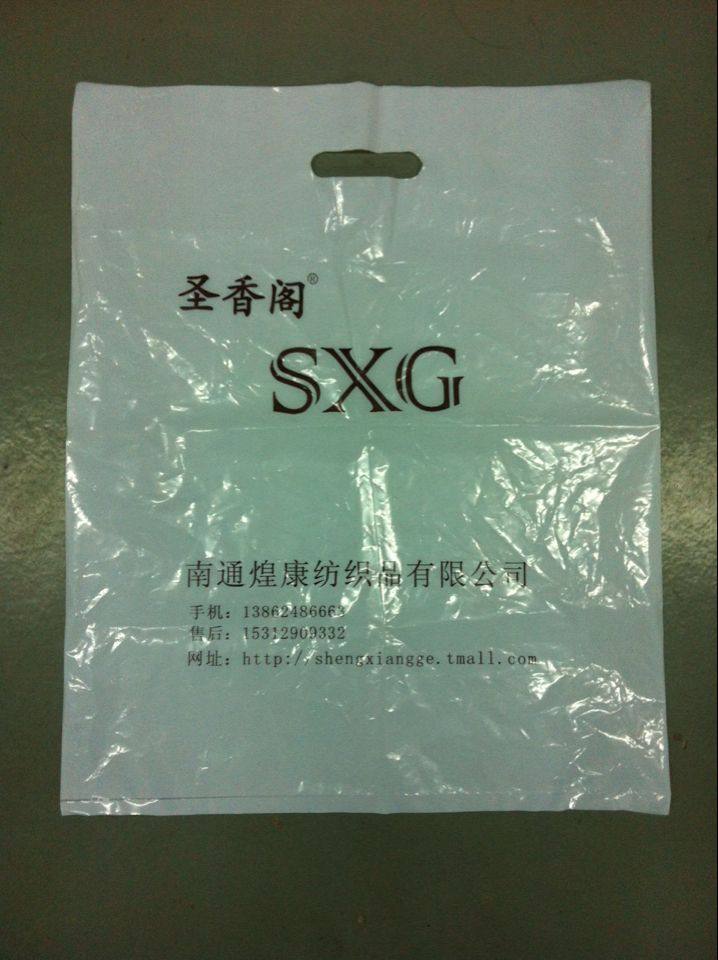 圣香阁®
SXG
南通煌康纺织品有限公司
手机：13862486663
售后：15312909332
网址：http://shengxiangge.tmall.com